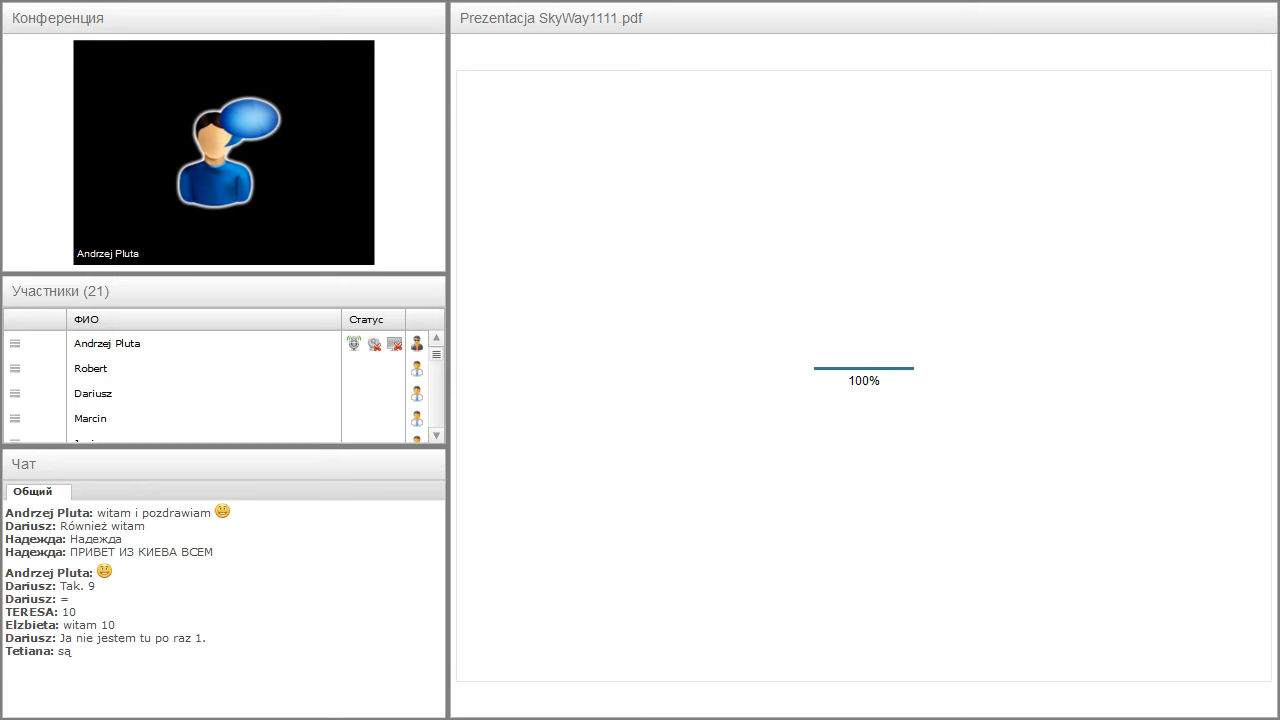 Конференция
Andrzej Pluta
Участники (21)
ФИО Статус
Andrzej Pluta
Robert
Dariusz
Marcin
Чат
Общий
Andrzej Pluta: witam i pozdrawiam
Dariusz: Również witam
Надежда: Надежда
Надежда: ПРИВЕТ ИЗ КИЕВА ВСЕМ
Andrzej Pluta:
Dariusz: Tak. 9
Dariusz: =
TERESA: 10
Elzbieta: witam 10
Dariusz: Ja nie jestem tu po raz 1.
Tetiana: są
Prezentacja SkyWay1111.pdf
100%